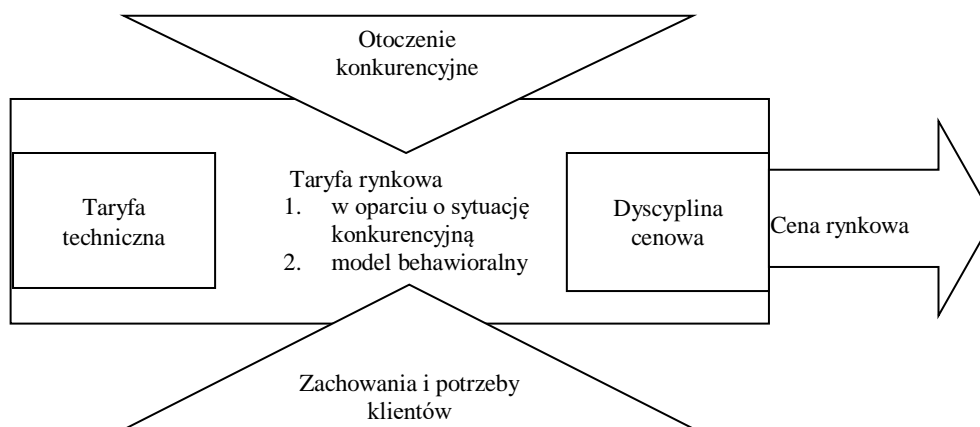 Otoczenie
konkurencyjne
Taryfa
techniczna
Taryfa rynkowa
1. w oparciu o sytuację
konkurencyjną
2. model behawioralny
Dyscyplina
cenowa
Cena rynkowa
Zachowania i potrzeby
klientów